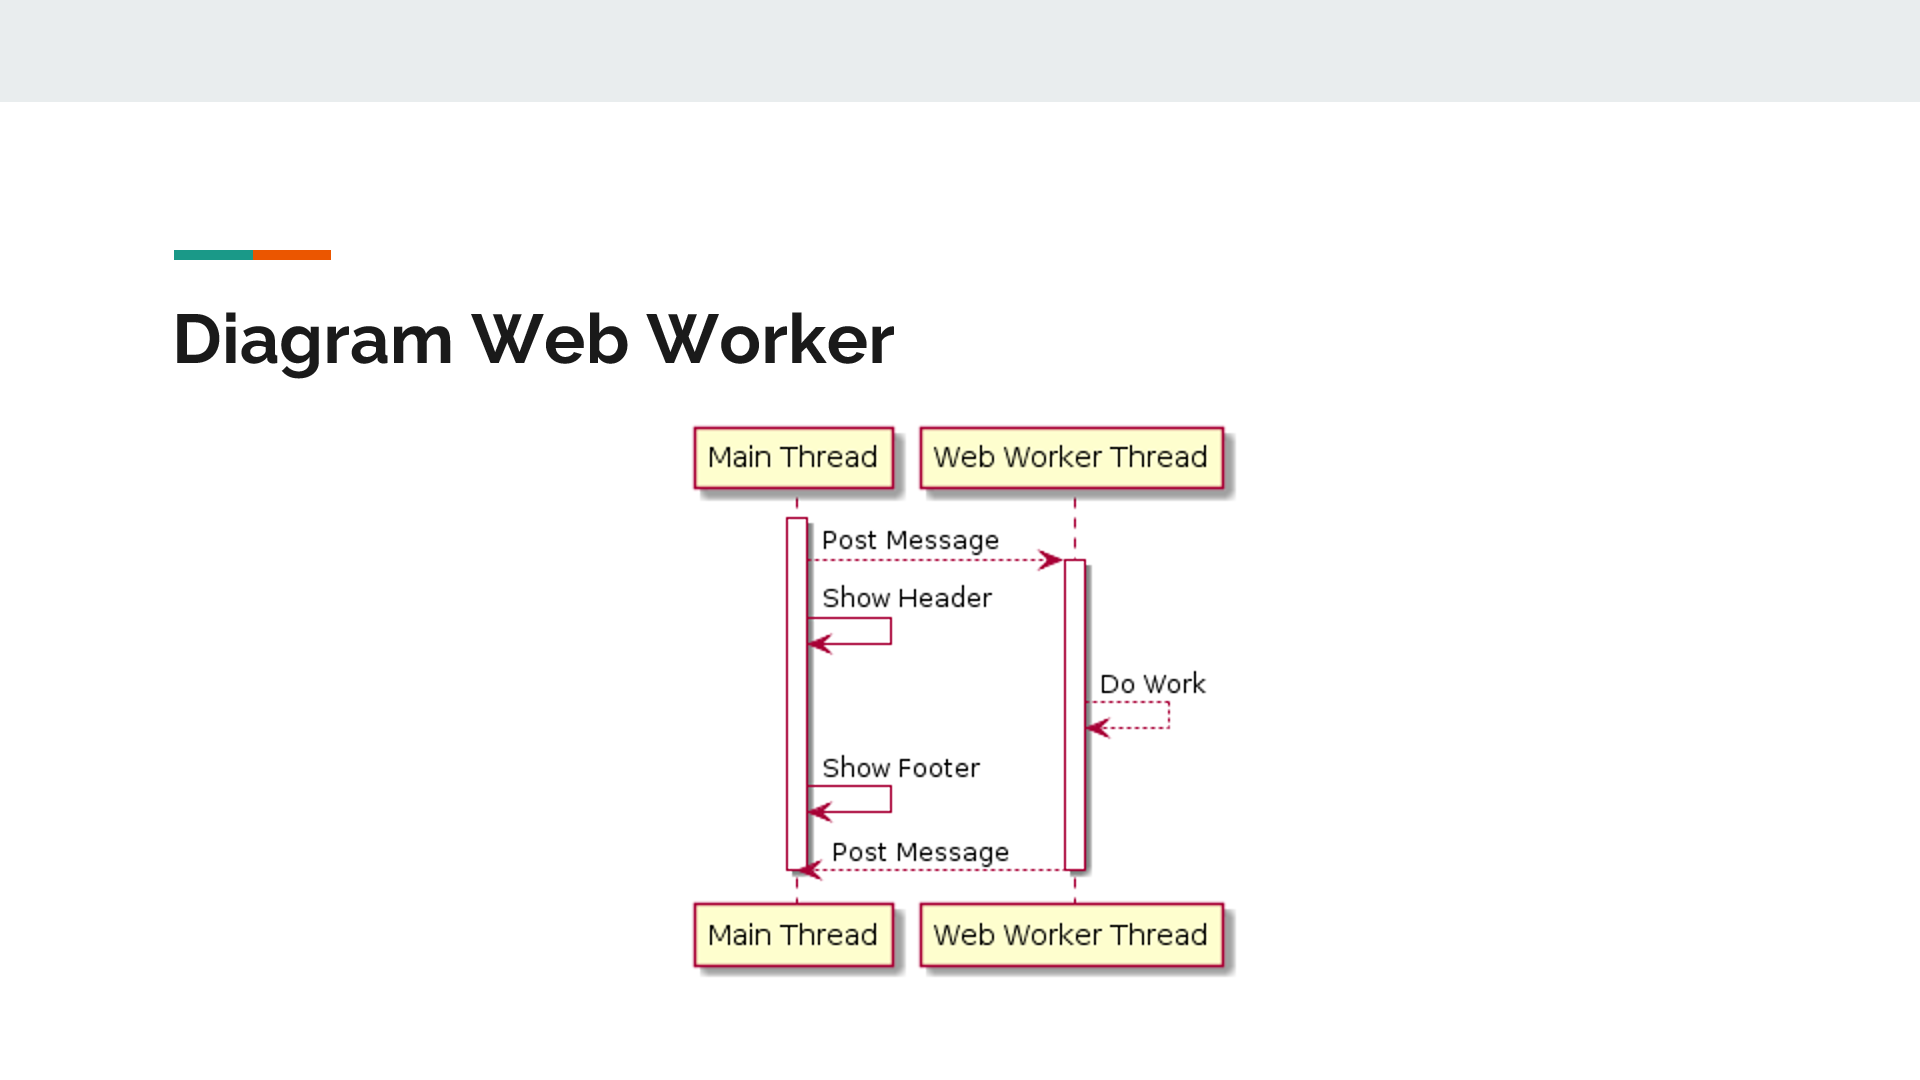 Diagram Web Worker
Main Thread
Web Worker Thread
Post Message
Show Header
Do Work
Show Footer
Post Message
Main Thread
Web Worker Thread